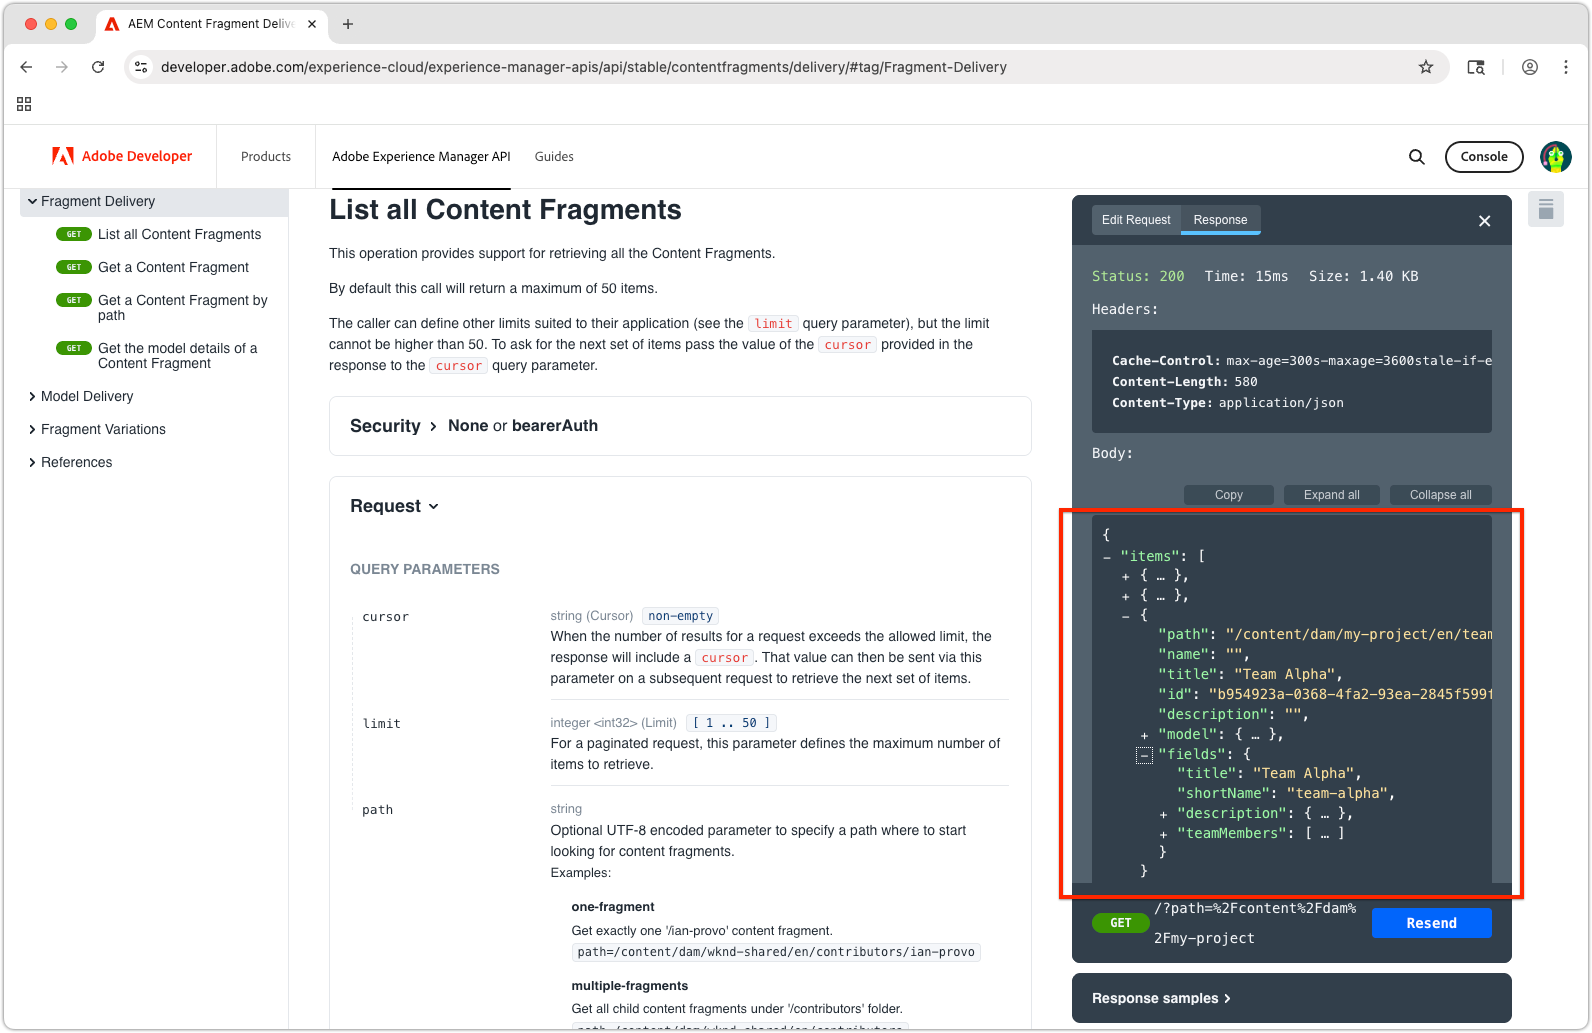 AEM Content Fragment Delive
developer.adobe.com/experience-cloud/experience-manager-apis/api/stable/contentfragments/delivery/#tag/Fragment-Delivery
Adobe Developer
Products
Adobe Experience Manager API
Guides
Console
Fragment Delivery
GET List all Content Fragments
GET Get a Content Fragment
GET Get a Content Fragment by
path
GET Get the model details of a
Content Fragment
Model Delivery
Fragment Variations
References
List all Content Fragments
This operation provides support for retrieving all the Content Fragments.
By default this call will return a maximum of 50 items.
The caller can define other limits suited to their application (see the limit query parameter), but the limit
cannot be higher than 50. To ask for the next set of items pass the value of the cursor provided in the
response to the cursor query parameter.
Security > None or bearerAuth
Request
QUERY PARAMETERS
cursor
string (Cursor) non-empty
When the number of results for a request exceeds the allowed limit, the
response will include a cursor. That value can then be sent via this
parameter on a subsequent request to retrieve the next set of items.
limit
integer <int32> (Limit) [ 1 .. 50 ]
For a paginated request, this parameter defines the maximum number of
items to retrieve.
path
string
Optional UTF-8 encoded parameter to specify a path where to start
looking for content fragments.
Examples:
one-fragment
Get exactly one '/ian-provo' content fragment.
path=/content/dam/wknd-shared/en/contributors/ian-provo
multiple-fragments
Get all child content fragments under '/contributors' folder.
path=/content/dam/wknd-shared/en/contributors
Edit Request
Response
Status: 200 Time: 15ms Size: 1.40 KB
Headers:
Cache-Control: max-age=300s-maxage=3600stale-if-e
Content-Length: 580
Content-Type: application/json
Body:
Copy
Expand all
Collapse all
{
- "items": [
+ { … },
+ { … },
- {
"path": "/content/dam/my-project/en/team
"name": "",
"title": "Team Alpha",
"id": "b954923a-0368-4fa2-93ea-2845f599f
"description": "",
+ "model": { … },
- "fields": {
"title": "Team Alpha",
"shortName": "team-alpha",
+ "description": { … },
+ "teamMembers": [ … ]
}
}
GET /?path=%2Fcontent%2Fdam%
2Fmy-project
Resend
Response samples >